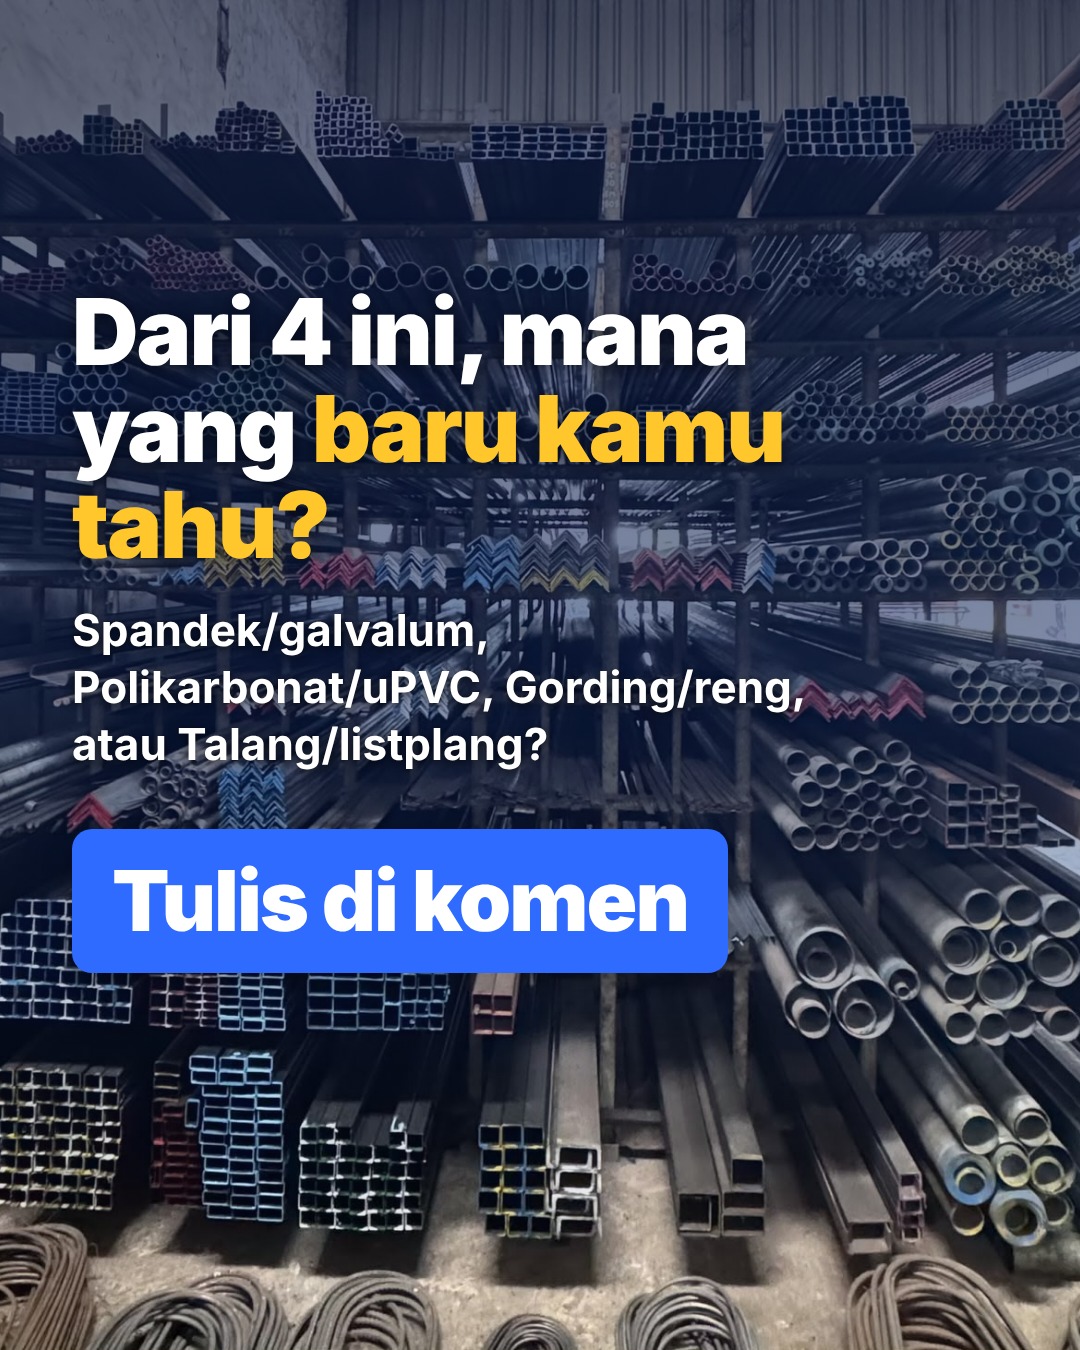 Dari 4 ini, mana
yang baru kamu
tahu?
Spandek/galvalum,
Polikarbonat/uPVC, Gording/reng,
atau Talang/listplang?
Tulis di komen